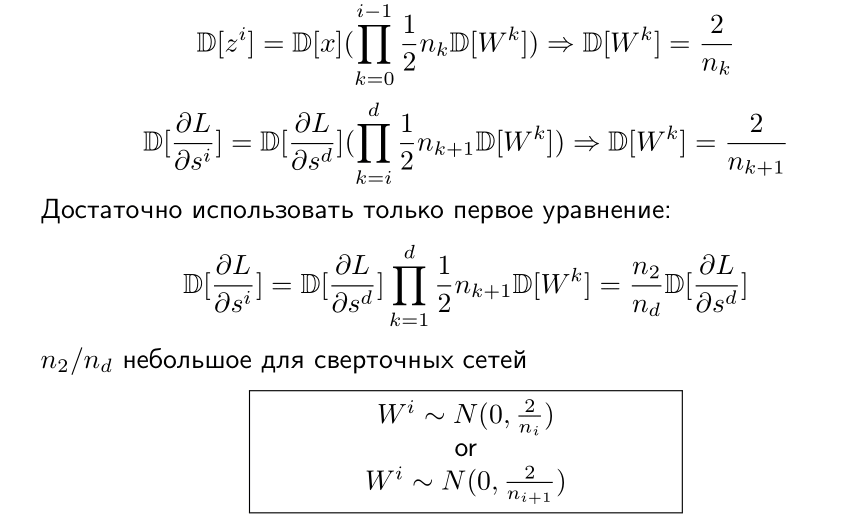 $\mathbb{D}[z^i] = \mathbb{D}[x](\prod_{k=0}^{i-1} \frac{1}{2} n_k \mathbb{D}[W^k]) \Rightarrow \mathbb{D}[W^k] = \frac{2}{n_k}$
$\mathbb{D}[\frac{\partial L}{\partial s^i}] = \mathbb{D}[\frac{\partial L}{\partial s^d}](\prod_{k=i}^{d} \frac{1}{2} n_{k+1} \mathbb{D}[W^k]) \Rightarrow \mathbb{D}[W^k] = \frac{2}{n_{k+1}}$
Достаточно использовать только первое уравнение:
$\mathbb{D}[\frac{\partial L}{\partial s^i}] = \mathbb{D}[\frac{\partial L}{\partial s^d}] \prod_{k=1}^{d} \frac{1}{2} n_{k+1} \mathbb{D}[W^k] = \frac{n_2}{n_d} \mathbb{D}[\frac{\partial L}{\partial s^d}]$
$n_2/n_d$ небольшое для сверточных сетей
$W^i \sim N(0, \frac{2}{n_i})$
or
$W^i \sim N(0, \frac{2}{n_{i+1}})$